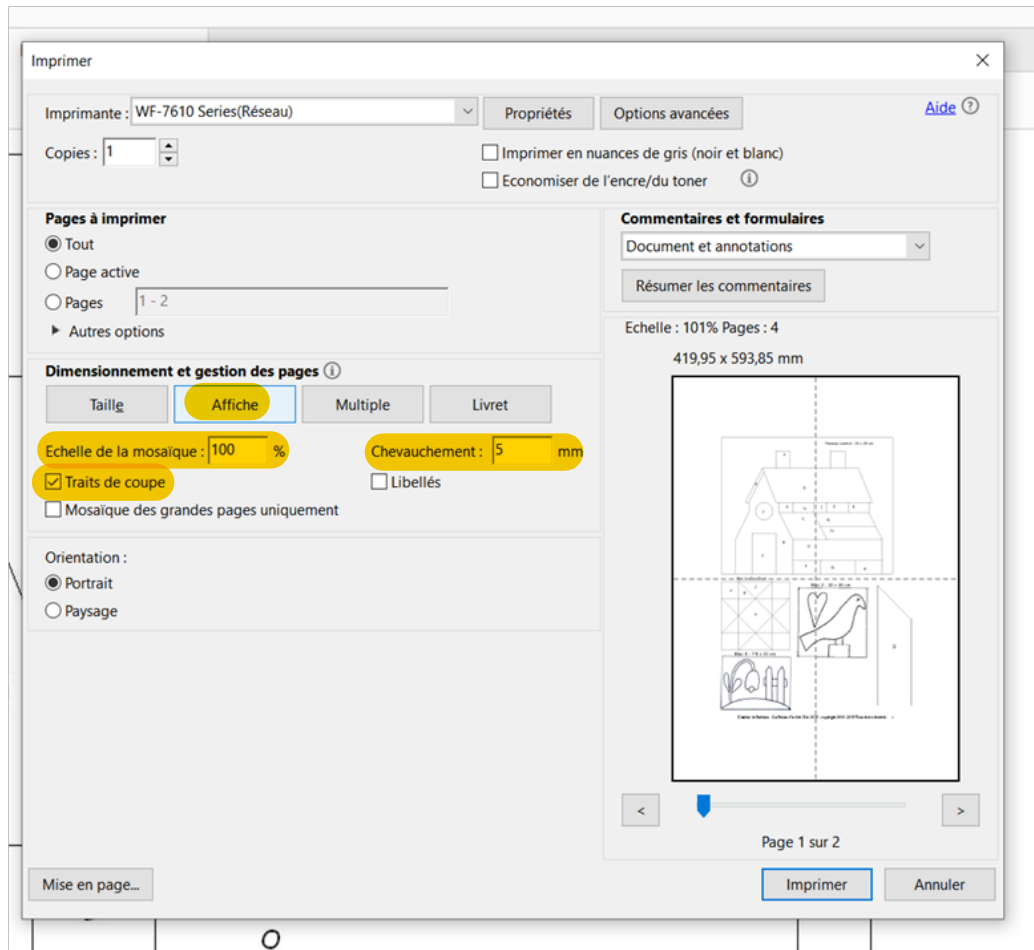 Imprimer
Imprimante : WF-7610 Series(Réseau) Propriétés Options avancées Aide
Copies : 1 Imprimer en nuances de gris (noir et blanc)
Economiser de l'encre/du toner
Pages à imprimer
Tout
Page active
Pages 1 - 2
Autres options
Commentaires et formulaires
Document et annotations
Résumer les commentaires
Dimensionnement et gestion des pages
Taille Affiche Multiple Livret
Echelle de la mosaïque : 100 % Chevauchement : 5 mm
Traits de coupe Libellés
Mosaïque des grandes pages uniquement
Orientation :
Portrait
Paysage
Echelle : 101% Pages : 4
419,95 x 593,85 mm
< >
Page 1 sur 2
Mise en page... Imprimer Annuler